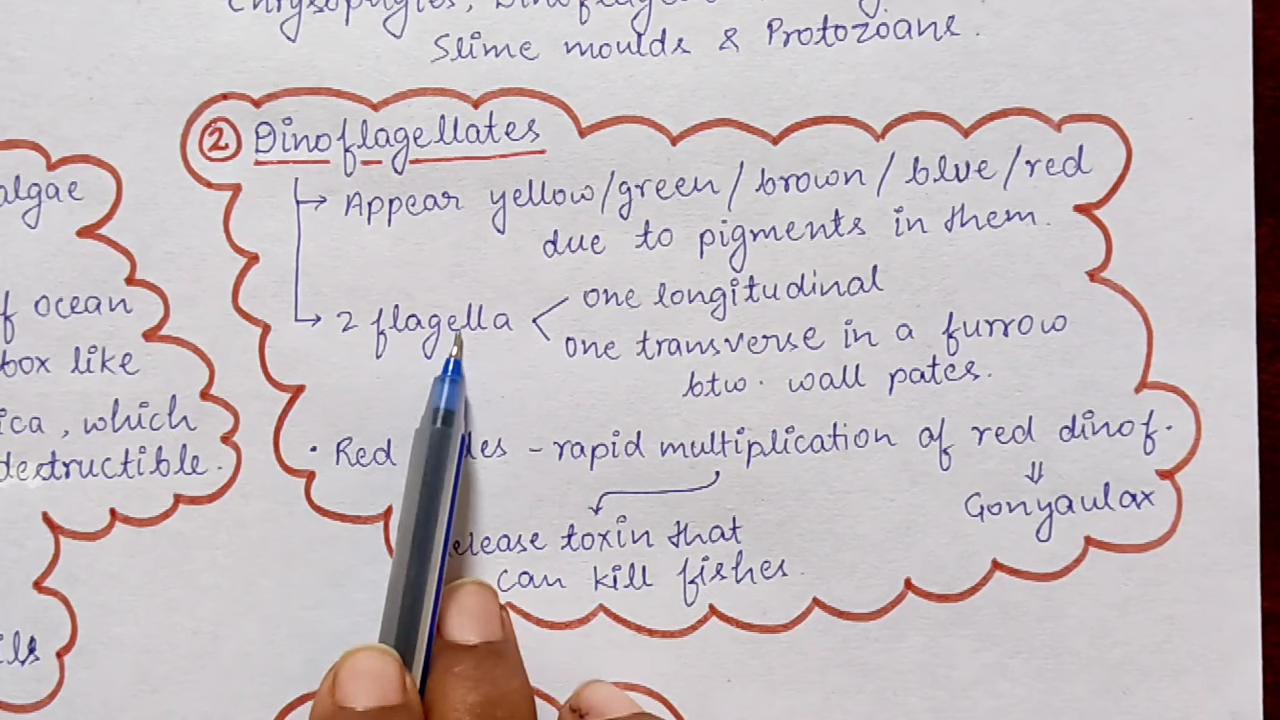 Slime moulds & Protozoans.
② Dinoflagellates
→ Appear yellow/green/brown/blue/red
due to pigments in them.
→ 2 flagella < one longitudinal
one transverse in a furrow
btw. wall pates.
• Red – rapid multiplication of red dinof.
⇓
Gonyaulax
elease toxin that
can kill fishes.
algae
f ocean
box like
ica, which
destructible.